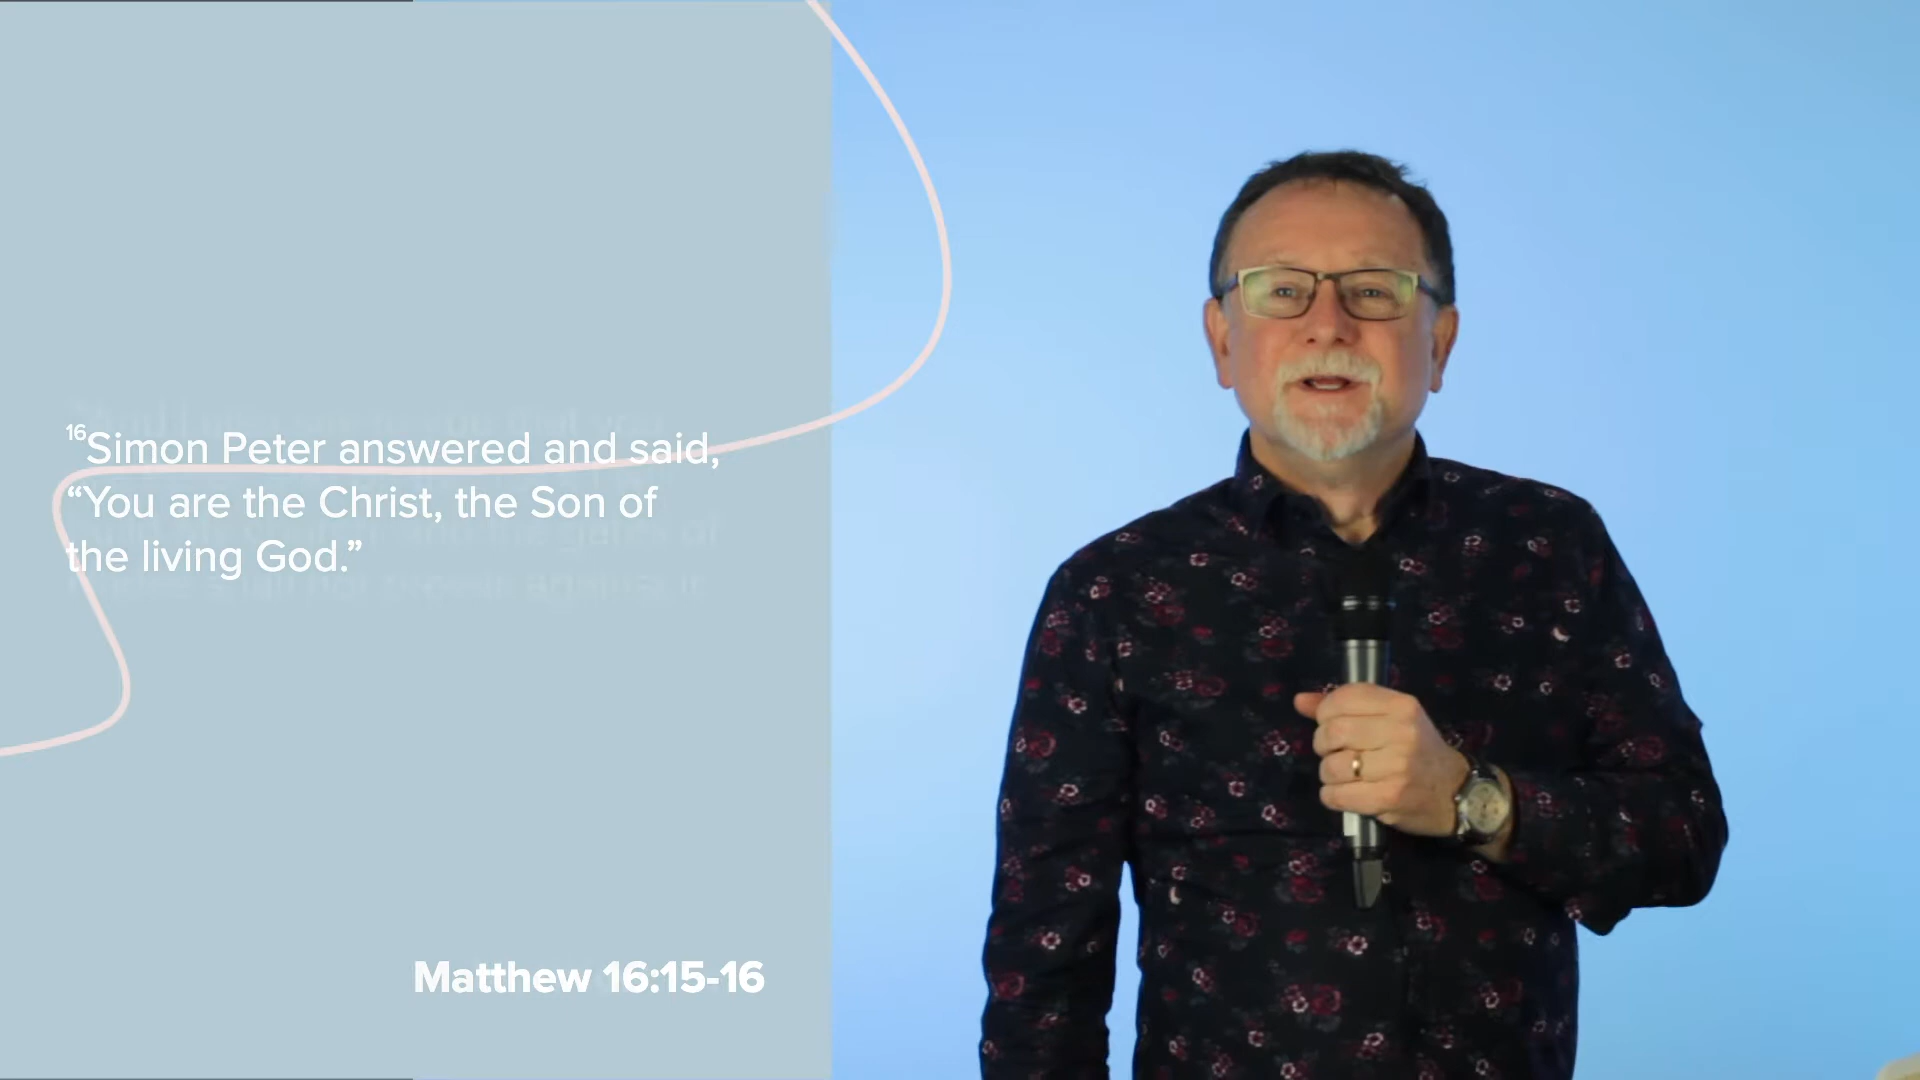 16Simon Peter answered and said,
“You are the Christ, the Son of
the living God.”
Matthew 16:15-16